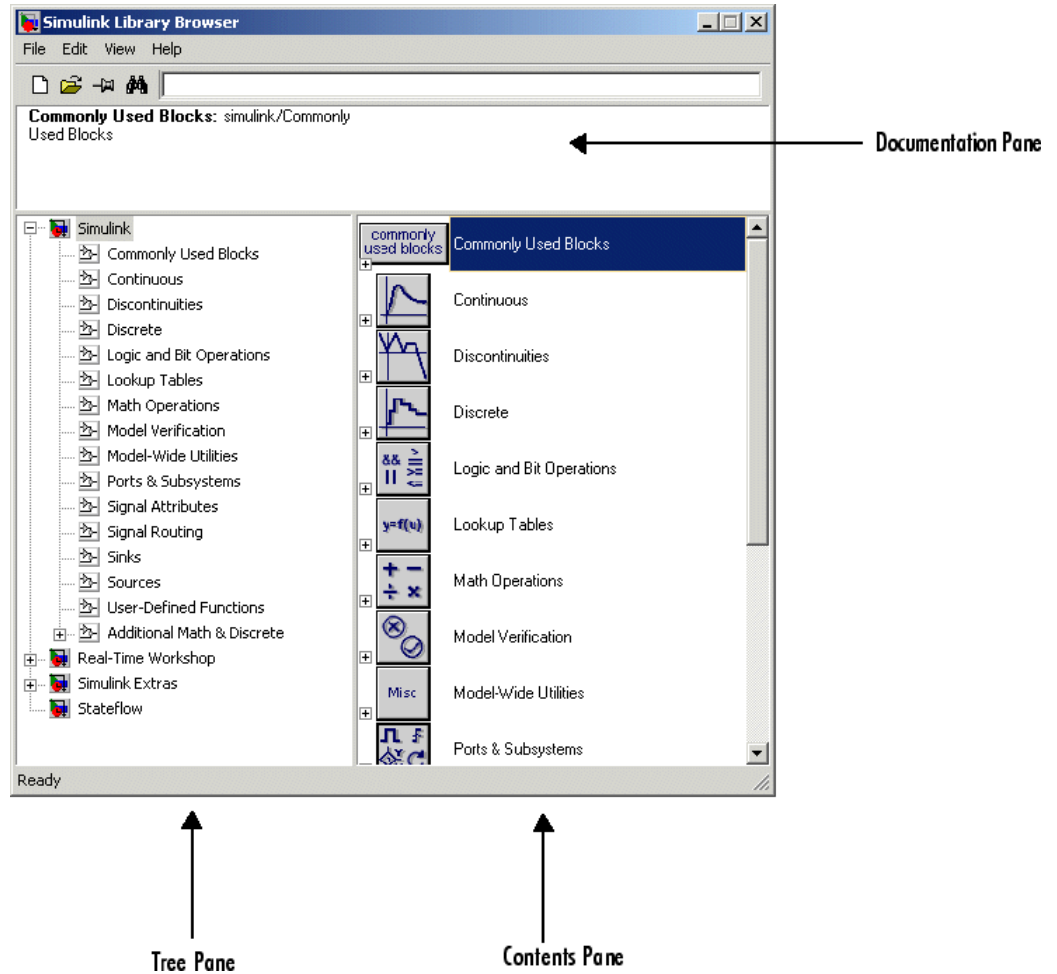 Simulink Library Browser
File Edit View Help
Commonly Used Blocks: simulink/Commonly
Used Blocks
Documentation Pane
Simulink
Commonly Used Blocks
Continuous
Discontinuities
Discrete
Logic and Bit Operations
Lookup Tables
Math Operations
Model Verification
Model-Wide Utilities
Ports & Subsystems
Signal Attributes
Signal Routing
Sinks
Sources
User-Defined Functions
Additional Math & Discrete
Real-Time Workshop
Simulink Extras
Stateflow
commonly
used blocks
Commonly Used Blocks
Continuous
Discontinuities
Discrete
&& > =
|| >= <=
Logic and Bit Operations
y=f(u)
Lookup Tables
+ −
÷ ×
Math Operations
Model Verification
Misc
Model-Wide Utilities
Ports & Subsystems
Ready
Tree Pane
Contents Pane